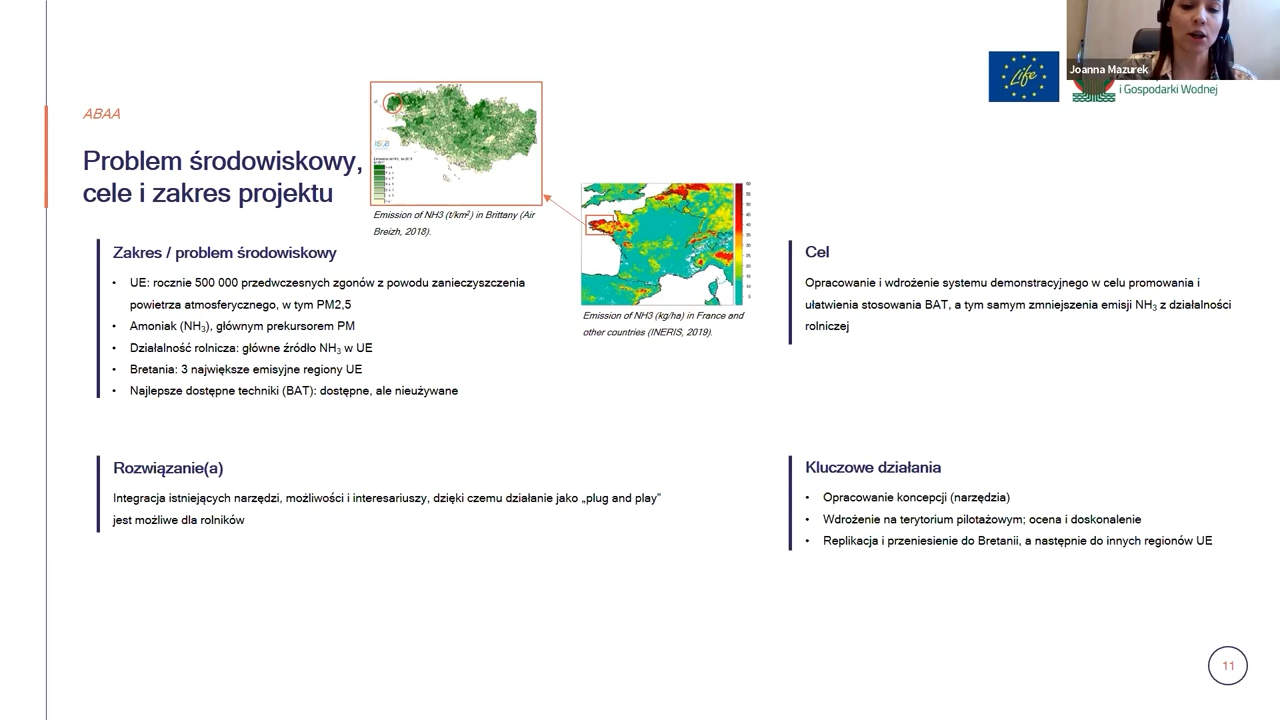 Life
Joanna Mazurek
i Gospodarki Wodnej
ABAA
Problem środowiskowy,
cele i zakres projektu
Emission of NH3 (t/km²) in Brittany (Air
Breizh, 2018).
Emission of NH3 (kg/ha) in France and
other countries (INERIS, 2019).
Zakres / problem środowiskowy
• UE: rocznie 500 000 przedwczesnych zgonów z powodu zanieczyszczenia
powietrza atmosferycznego, w tym PM2,5
• Amoniak (NH₃), głównym prekursorem PM
• Działalność rolnicza: główne źródło NH₃ w UE
• Bretania: 3 największe emisyjne regiony UE
• Najlepsze dostępne techniki (BAT): dostępne, ale nieużywane
Cel
Opracowanie i wdrożenie systemu demonstracyjnego w celu promowania i
ułatwienia stosowania BAT, a tym samym zmniejszenia emisji NH₃ z działalności
rolniczej
Rozwiązanie(a)
Integracja istniejących narzędzi, możliwości i interesariuszy, dzięki czemu działanie jako „plug and play”
jest możliwe dla rolników
Kluczowe działania
• Opracowanie koncepcji (narzędzia)
• Wdrożenie na terytorium pilotażowym; ocena i doskonalenie
• Replikacja i przeniesienie do Bretanii, a następnie do innych regionów UE
11